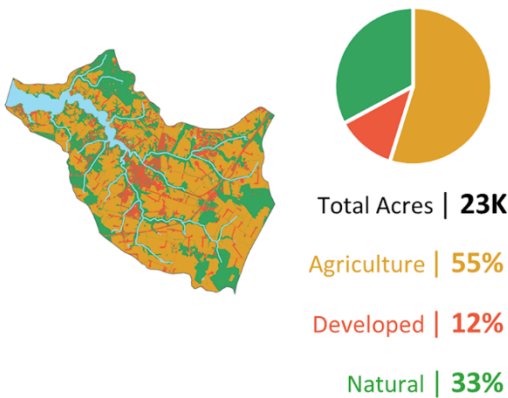 Total Acres | 23K
Agriculture | 55%
Developed | 12%
Natural | 33%